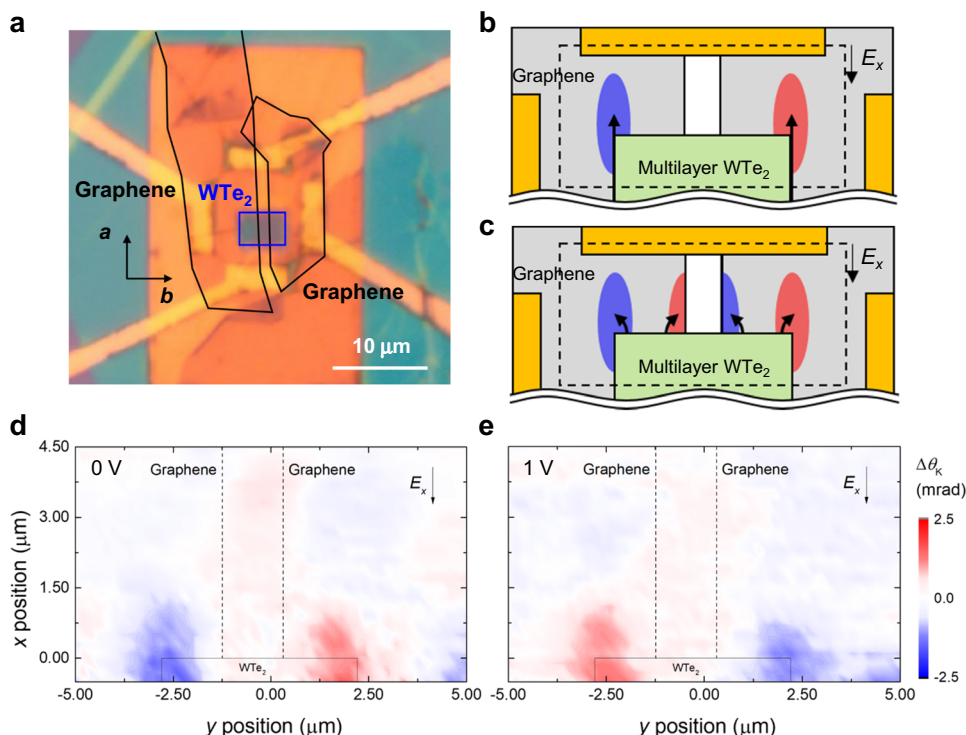 a
Graphene
WTe2
a
b
Graphene
10 μm
b
Graphene
Ex
Multilayer WTe2
c
Graphene
Ex
Multilayer WTe2
d
0 V
Graphene
Graphene
Ex
WTe2
4.50
3.00
1.50
0.00
x position (μm)
-5.00
-2.50
0.00
2.50
5.00
y position (μm)
e
1 V
Graphene
Graphene
Ex
WTe2
-5.00
-2.50
0.00
2.50
5.00
y position (μm)
ΔθK
(mrad)
2.5
0.0
-2.5